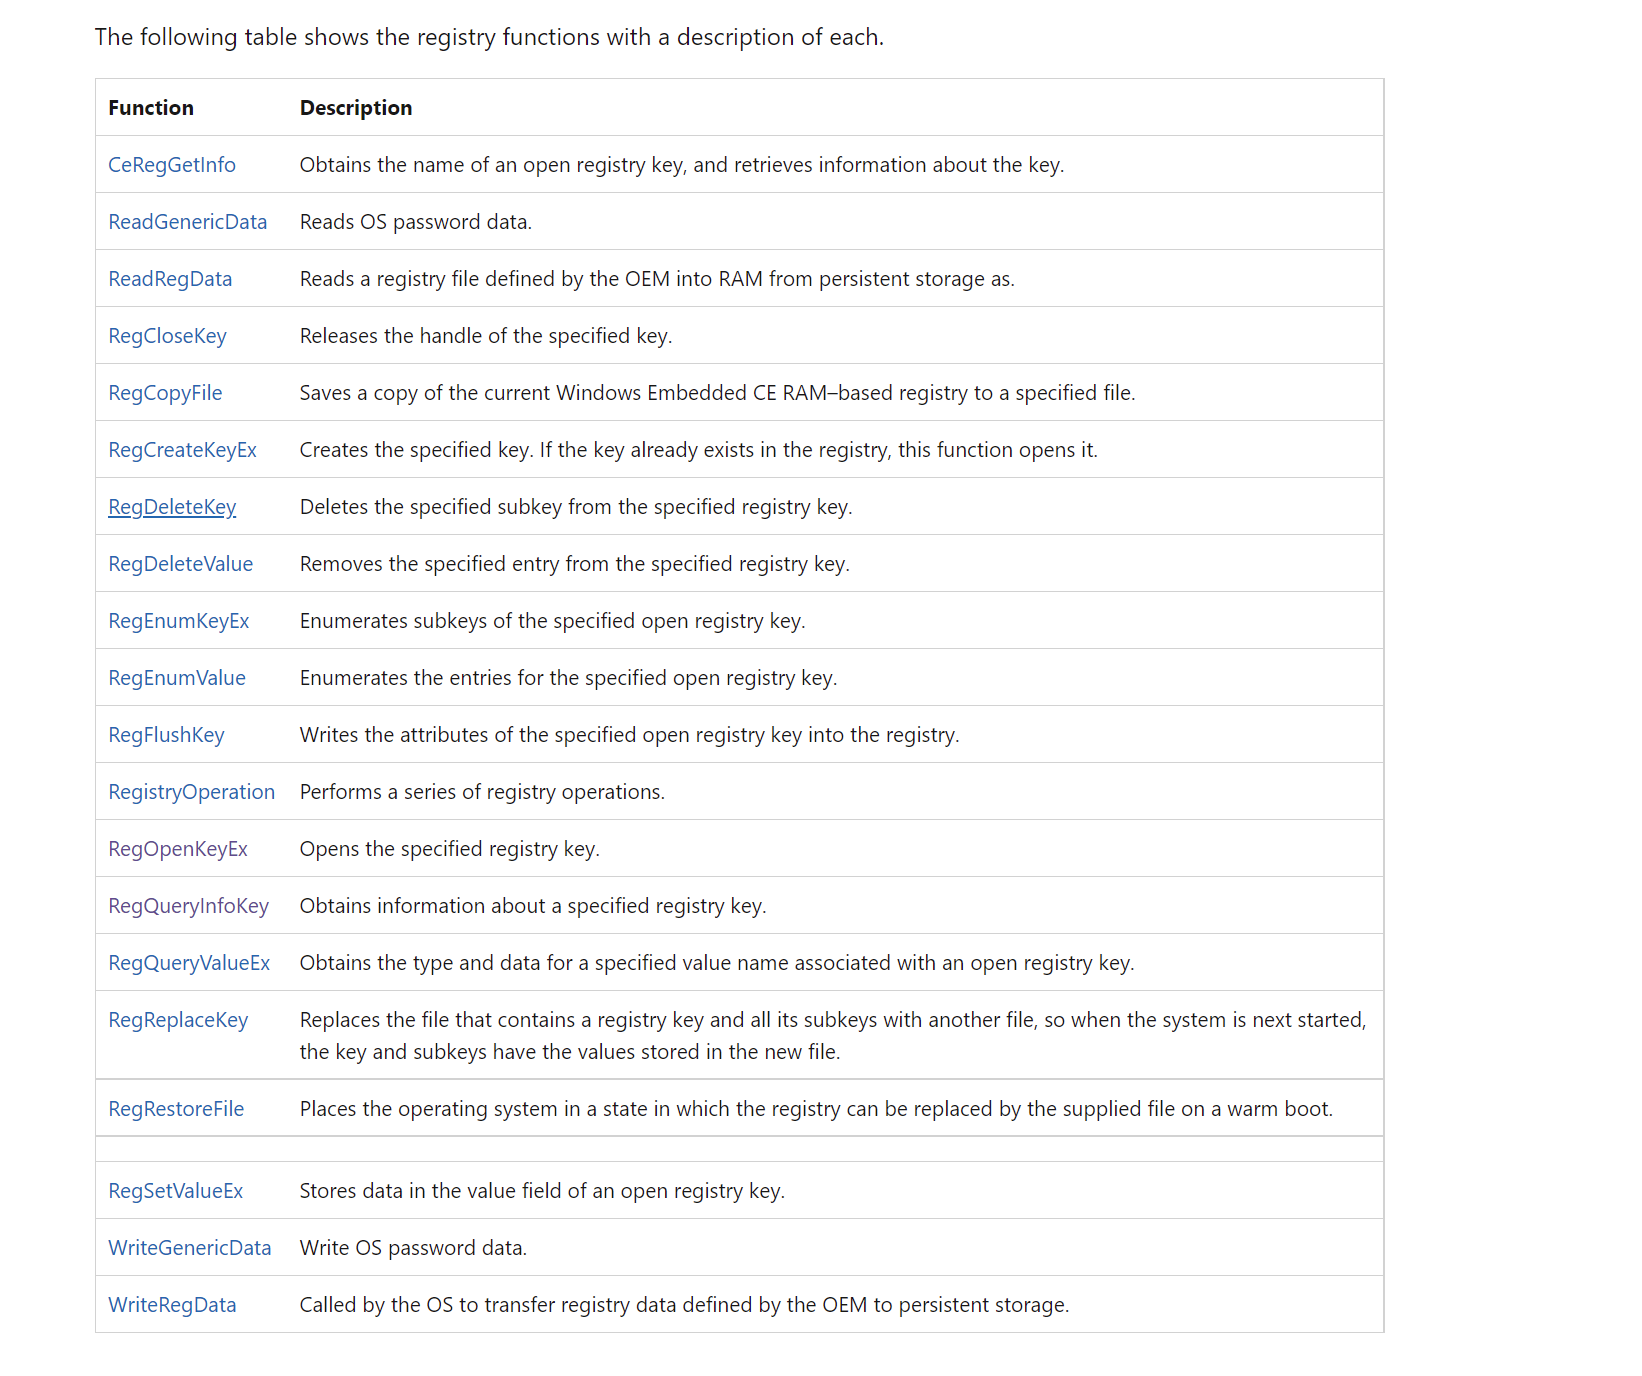 The following table shows the registry functions with a description of each.
Function Description
CeRegGetInfo Obtains the name of an open registry key, and retrieves information about the key.
ReadGenericData Reads OS password data.
ReadRegData Reads a registry file defined by the OEM into RAM from persistent storage as.
RegCloseKey Releases the handle of the specified key.
RegCopyFile Saves a copy of the current Windows Embedded CE RAM–based registry to a specified file.
RegCreateKeyEx Creates the specified key. If the key already exists in the registry, this function opens it.
RegDeleteKey Deletes the specified subkey from the specified registry key.
RegDeleteValue Removes the specified entry from the specified registry key.
RegEnumKeyEx Enumerates subkeys of the specified open registry key.
RegEnumValue Enumerates the entries for the specified open registry key.
RegFlushKey Writes the attributes of the specified open registry key into the registry.
RegistryOperation Performs a series of registry operations.
RegOpenKeyEx Opens the specified registry key.
RegQueryInfoKey Obtains information about a specified registry key.
RegQueryValueEx Obtains the type and data for a specified value name associated with an open registry key.
RegReplaceKey Replaces the file that contains a registry key and all its subkeys with another file, so when the system is next started,
the key and subkeys have the values stored in the new file.
RegRestoreFile Places the operating system in a state in which the registry can be replaced by the supplied file on a warm boot.
RegSetValueEx Stores data in the value field of an open registry key.
WriteGenericData Write OS password data.
WriteRegData Called by the OS to transfer registry data defined by the OEM to persistent storage.